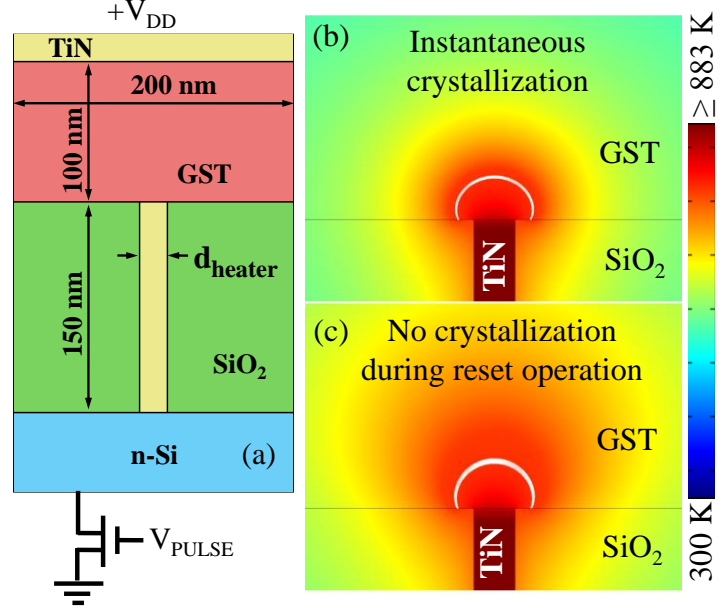 +V_DD
TiN
200 nm
100 nm
GST
d_heater
150 nm
SiO₂
n-Si
(a)
V_PULSE
(b)
Instantaneous
crystallization
GST
TiN
SiO₂
(c)
No crystallization
during reset operation
GST
TiN
SiO₂
≥ 883 K
300 K